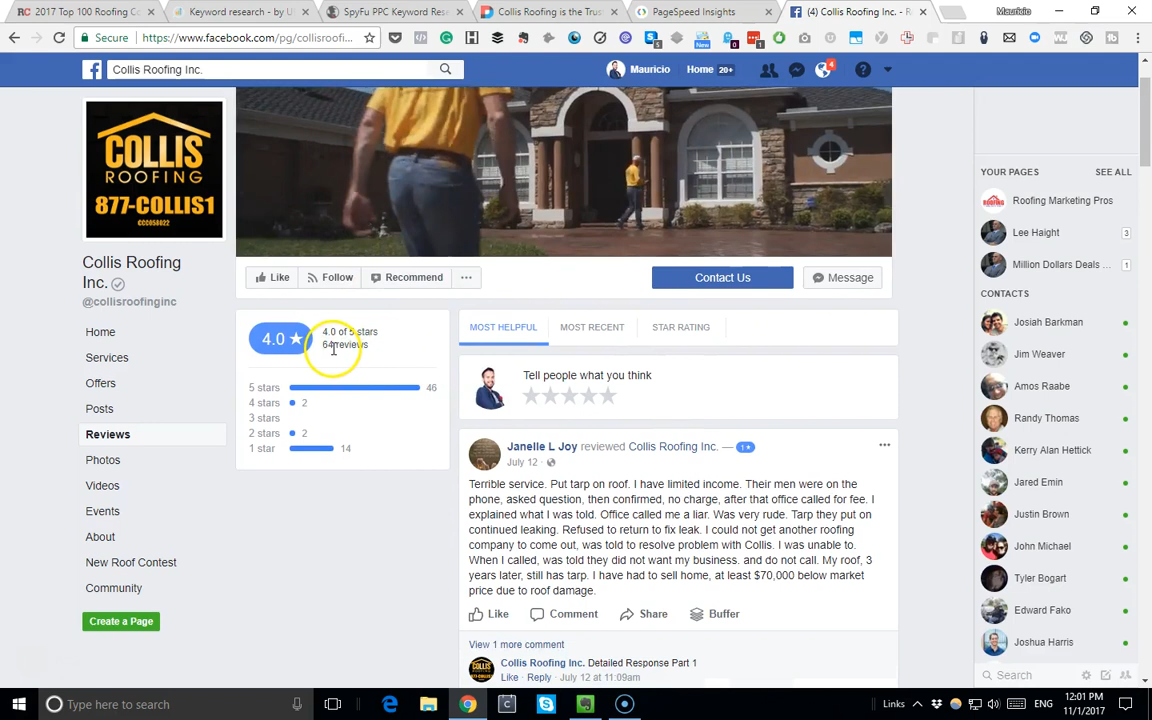 RC 2017 Top 100 Roofing Co
Keyword research - by U
SpyFu PPC Keyword Res
Collis Roofing is the Trus
PageSpeed Insights
(4) Collis Roofing Inc. - R
Mauricio
Secure
https://www.facebook.com/pg/collisroofi...
Collis Roofing Inc.
Mauricio
Home 20+
4
COLLIS
ROOFING
877-COLLIS1
CCC058022
Collis Roofing
Inc.
@collisroofinginc
Home
Services
Offers
Posts
Reviews
Photos
Videos
Events
About
New Roof Contest
Community
Create a Page
Like
Follow
Recommend
Contact Us
Message
4.0 ★
4.0 of 5 stars
64 reviews
5 stars 46
4 stars 2
3 stars
2 stars 2
1 star 14
MOST HELPFUL
MOST RECENT
STAR RATING
Tell people what you think
Janelle L Joy reviewed Collis Roofing Inc. — 1★
July 12
Terrible service. Put tarp on roof. I have limited income. Their men were on the
phone, asked question, then confirmed, no charge, after that office called for fee. I
explained what I was told. Office called me a liar. Was very rude. Tarp they put on
continued leaking. Refused to return to fix leak. I could not get another roofing
company to come out, was told to resolve problem with Collis. I was unable to.
When I called, was told they did not want my business. and do not call. My roof, 3
years later, still has tarp. I have had to sell home, at least $70,000 below market
price due to roof damage.
Like
Comment
Share
Buffer
View 1 more comment
Collis Roofing Inc. Detailed Response Part 1
Like · Reply · July 12 at 11:09am
YOUR PAGES SEE ALL
Roofing Marketing Pros
Lee Haight 3
Million Dollars Deals ... 1
CONTACTS
Josiah Barkman
Jim Weaver
Amos Raabe
Randy Thomas
Kerry Alan Hettick
Jared Emin
Justin Brown
John Michael
Tyler Bogart
Edward Fako
Joshua Harris
Search
Type here to search
Links
ENG
12:01 PM
11/1/2017